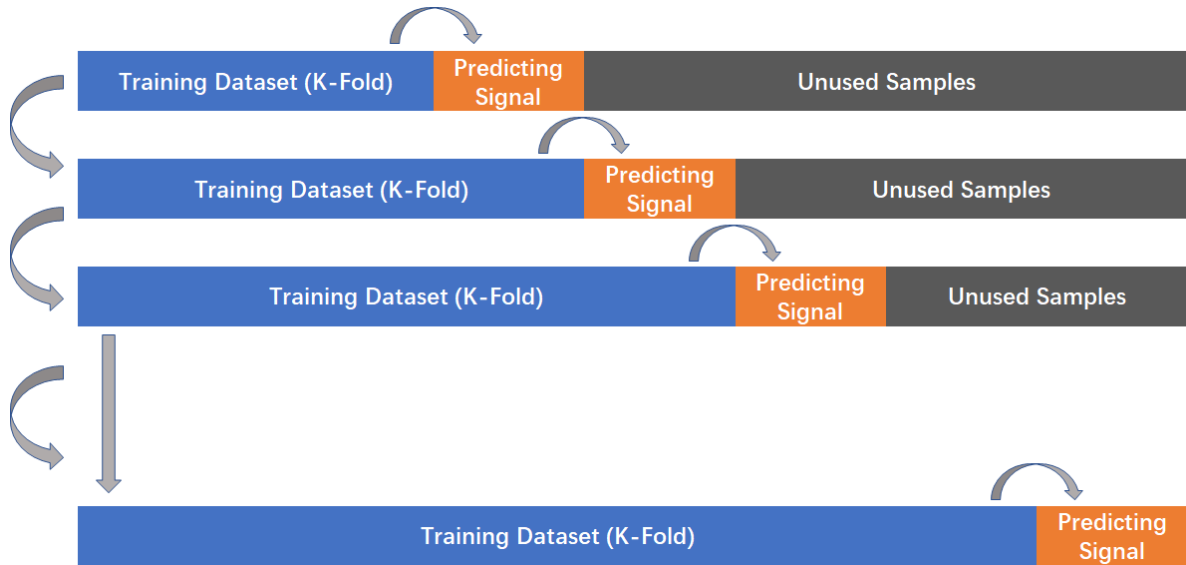 Training Dataset (K-Fold)
Predicting
Signal
Unused Samples
Training Dataset (K-Fold)
Predicting
Signal
Unused Samples
Training Dataset (K-Fold)
Predicting
Signal
Unused Samples
Training Dataset (K-Fold)
Predicting
Signal